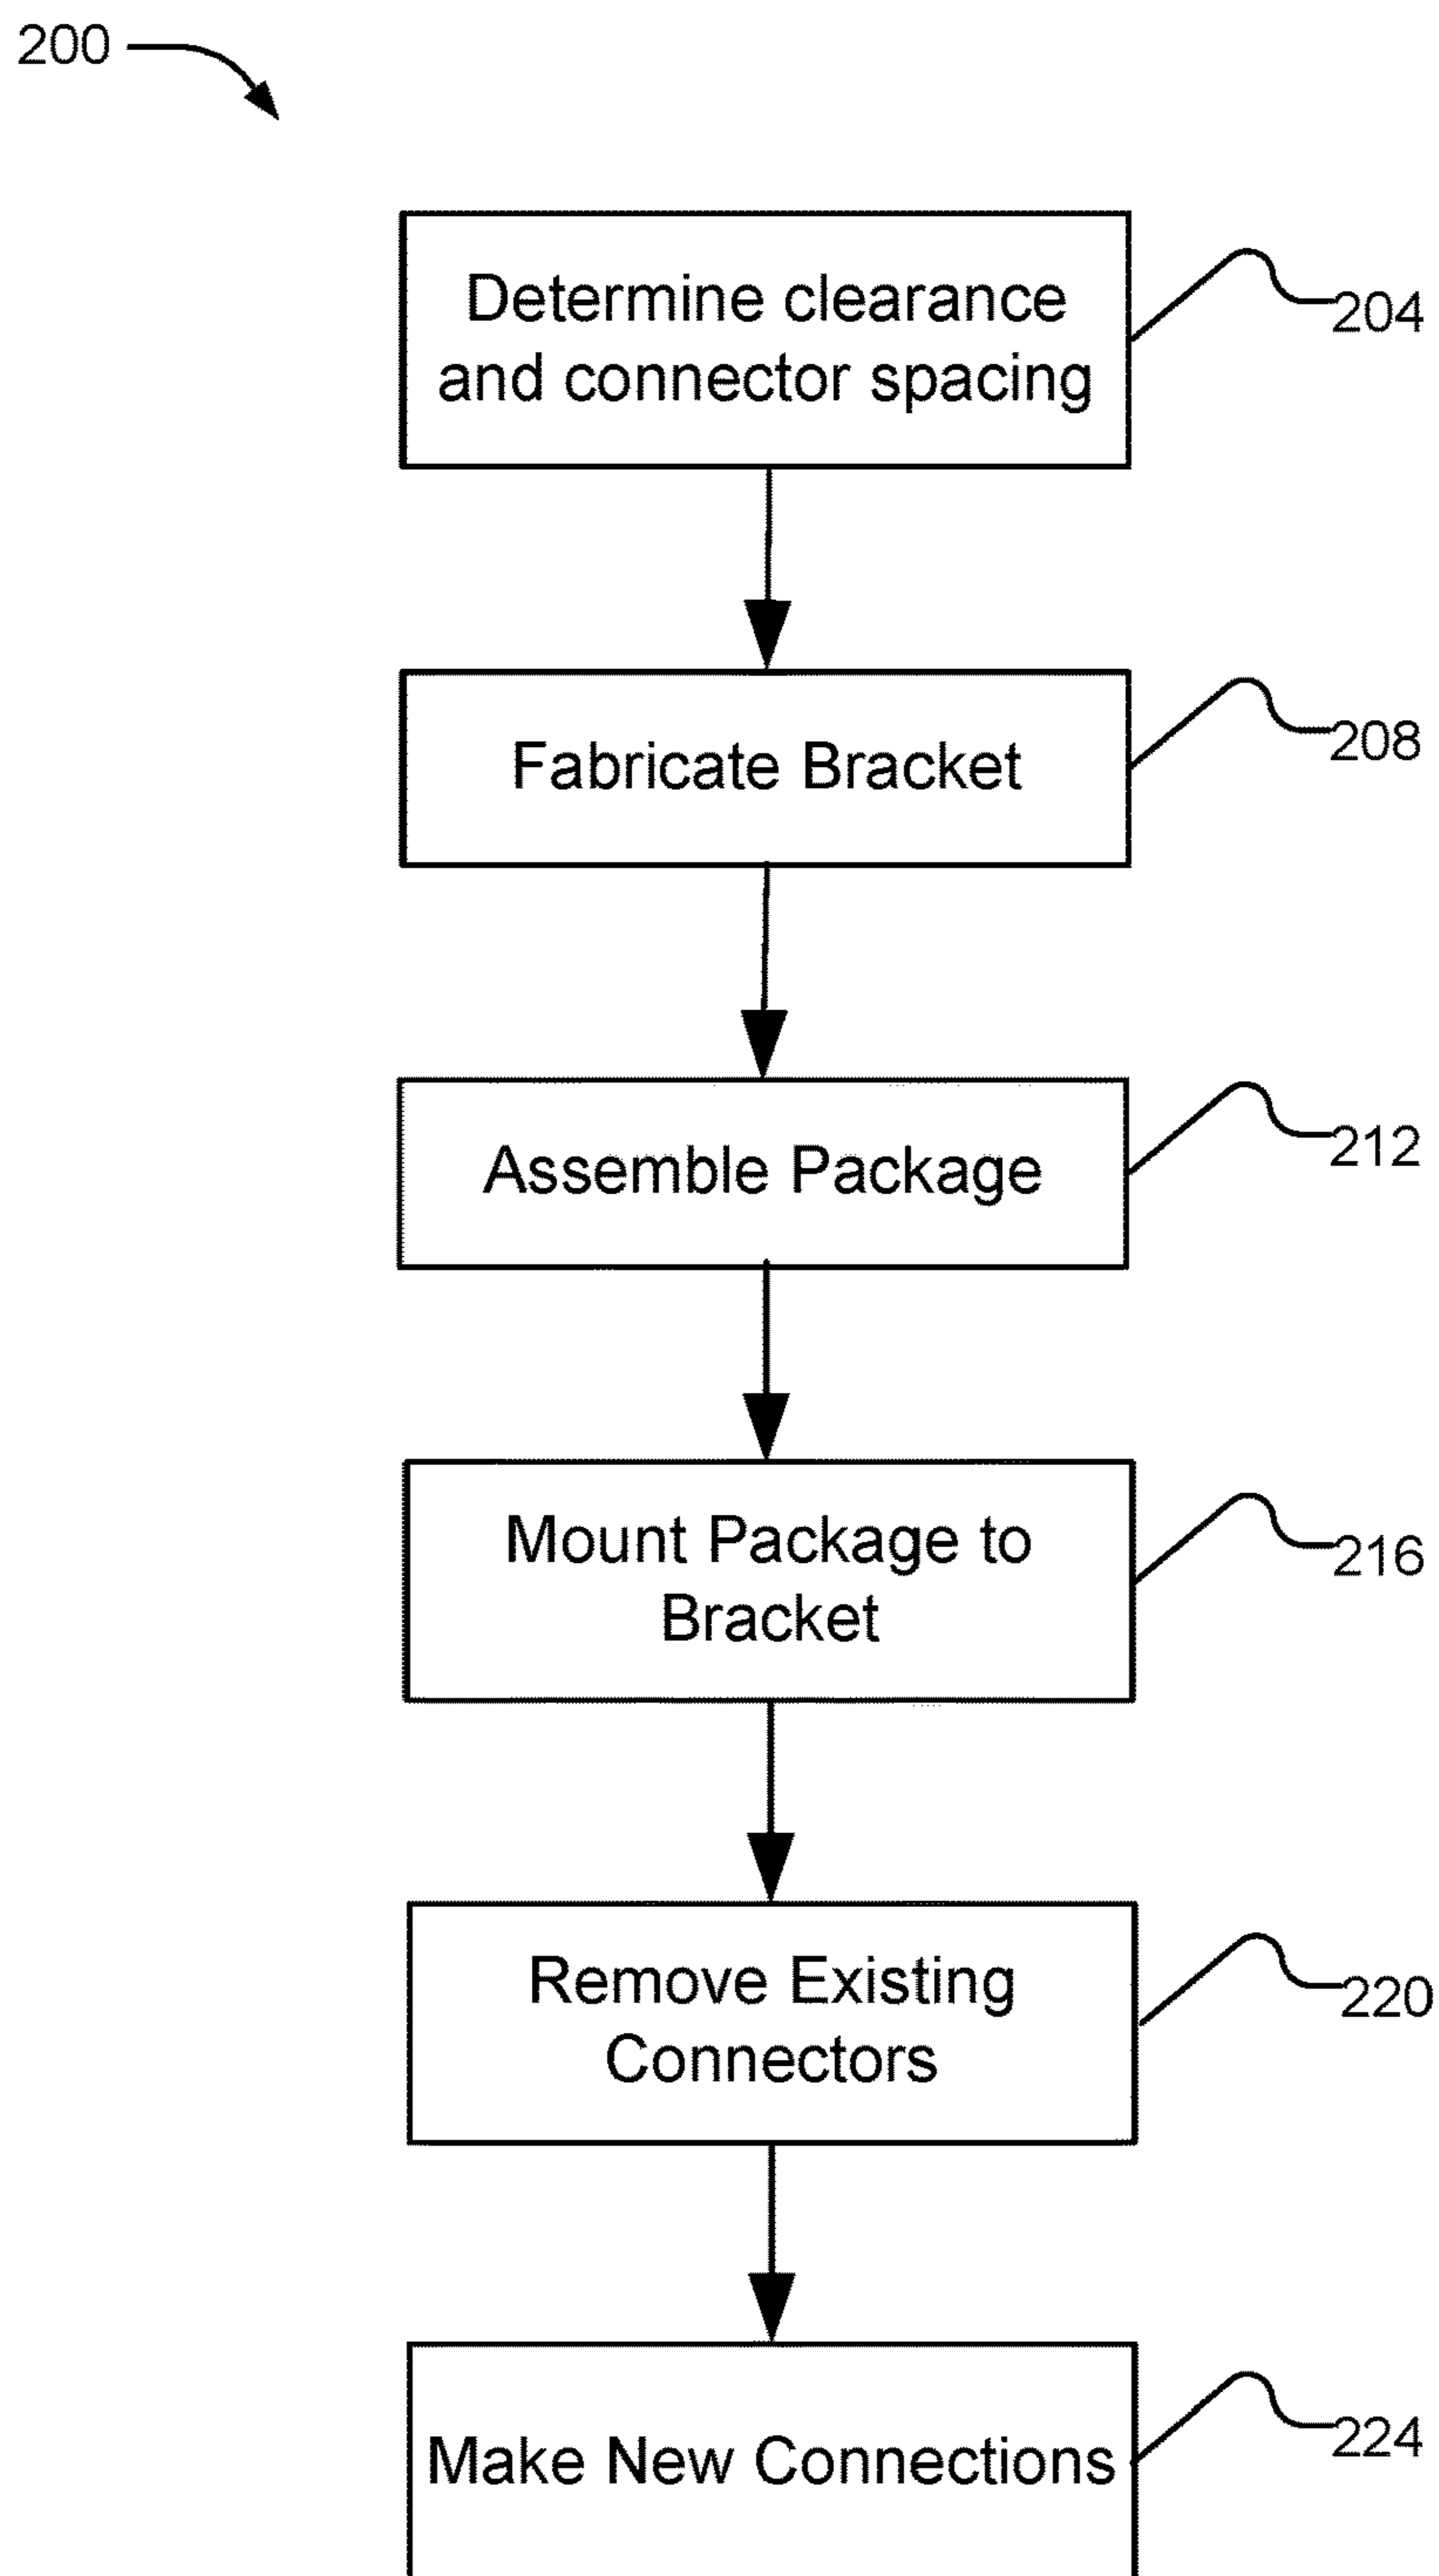 200
Determine clearance
and connector spacing
204
Fabricate Bracket
208
Assemble Package
212
Mount Package to
Bracket
216
Remove Existing
Connectors
220
Make New Connections
224